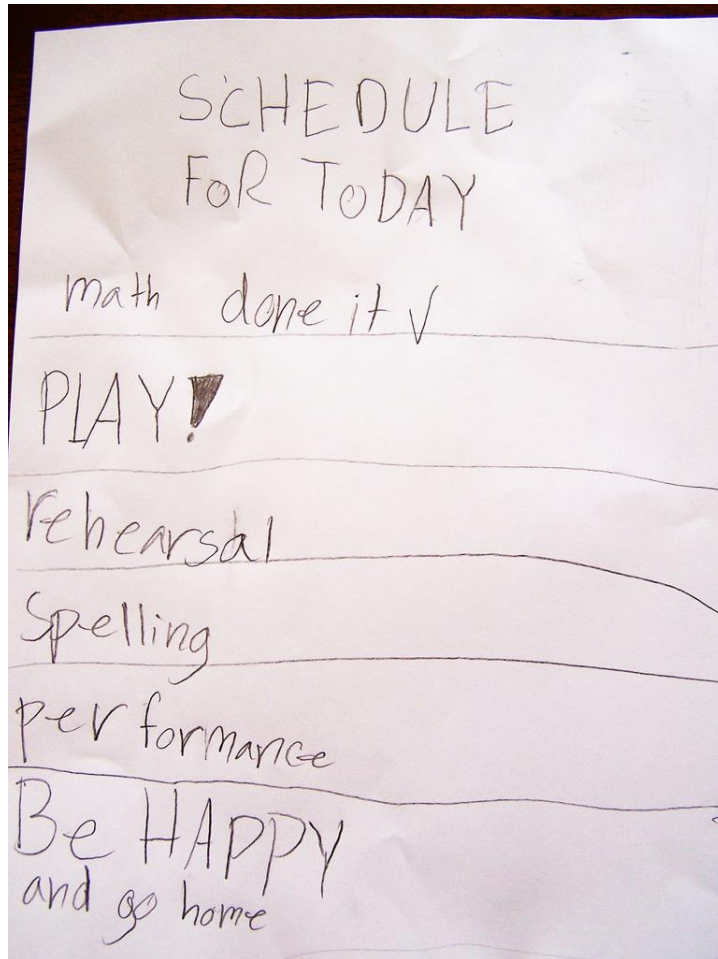 SCHEDULE
FOR TODAY
math done it √
PLAY!
rehearsal
Spelling
performance
Be HAPPY
and go home